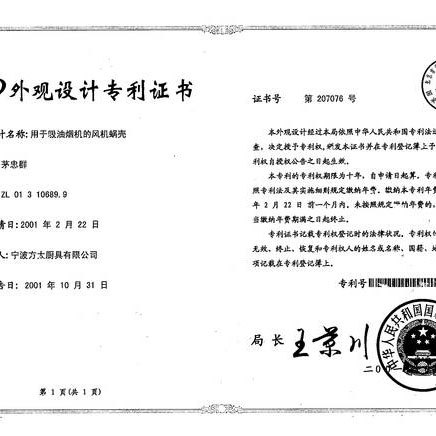 外观设计专利证书
计名称: 用于吸油烟机的风机蜗壳
茅忠群
ZL 01 3 10689.9
请日: 2001 年 2 月 22 日
人: 宁波方太厨具有限公司
告日: 2001 年 10 月 31 日
第 1 页(共 1 页)
证书号 第 207076 号
本外观设计经过本局依照中华人民共和国专利法进
查, 决定授予专利权, 颁发本证书并在专利登记簿上予
利权自授权公告之日起生效。
本专利的专利权期限为十年, 自申请日起算。专利
照专利法及其实施细则规定缴纳年费。缴纳本专利年费
年 2 月 22 日 前一个月内。未按照规定缴纳年费的,
当缴纳年费期满之日起终止。
专利证书记载专利权登记时的法律状况。专利权
无效、终止、恢复和专利权人的姓名或名称、国籍、地
项记载在专利登记簿上。
专利号
局长 王景川
中华人民共和国国
二〇